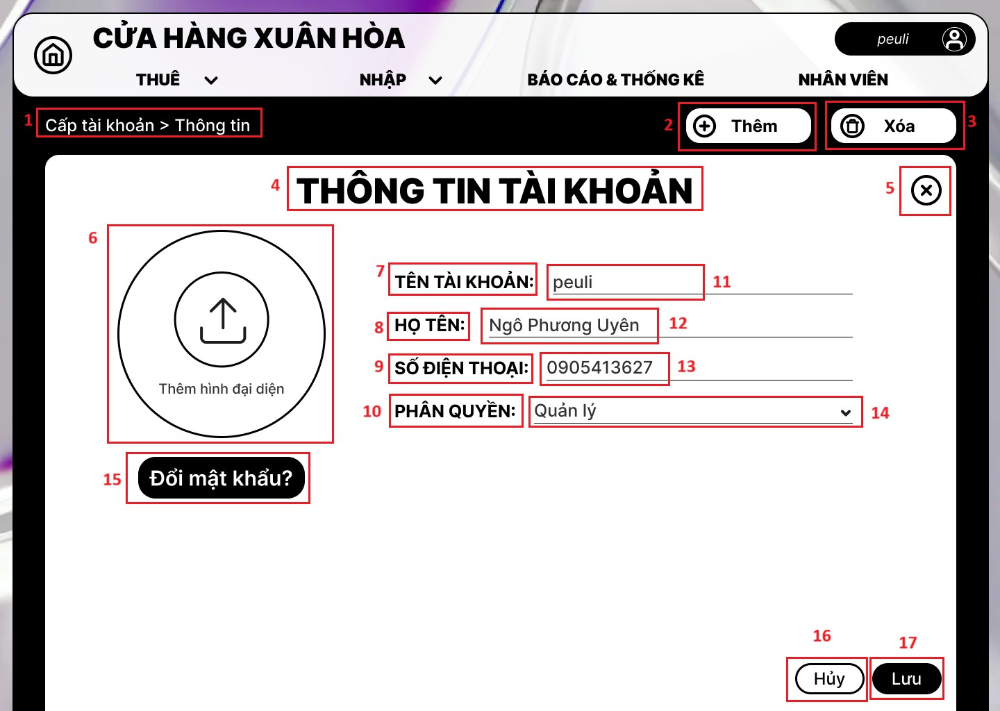 CỬA HÀNG XUÂN HÒA
peuli
THUÊ
NHẬP
BÁO CÁO & THỐNG KÊ
NHÂN VIÊN
1
Cấp tài khoản > Thông tin
2
Thêm
Xóa
3
4
THÔNG TIN TÀI KHOẢN
5
6
Thêm hình đại diện
7
TÊN TÀI KHOẢN:
peuli
11
8
HỌ TÊN:
Ngô Phương Uyên
12
9
SỐ ĐIỆN THOẠI:
0905413627
13
10
PHÂN QUYỀN:
Quản lý
14
15
Đổi mật khẩu?
16
17
Hủy
Lưu